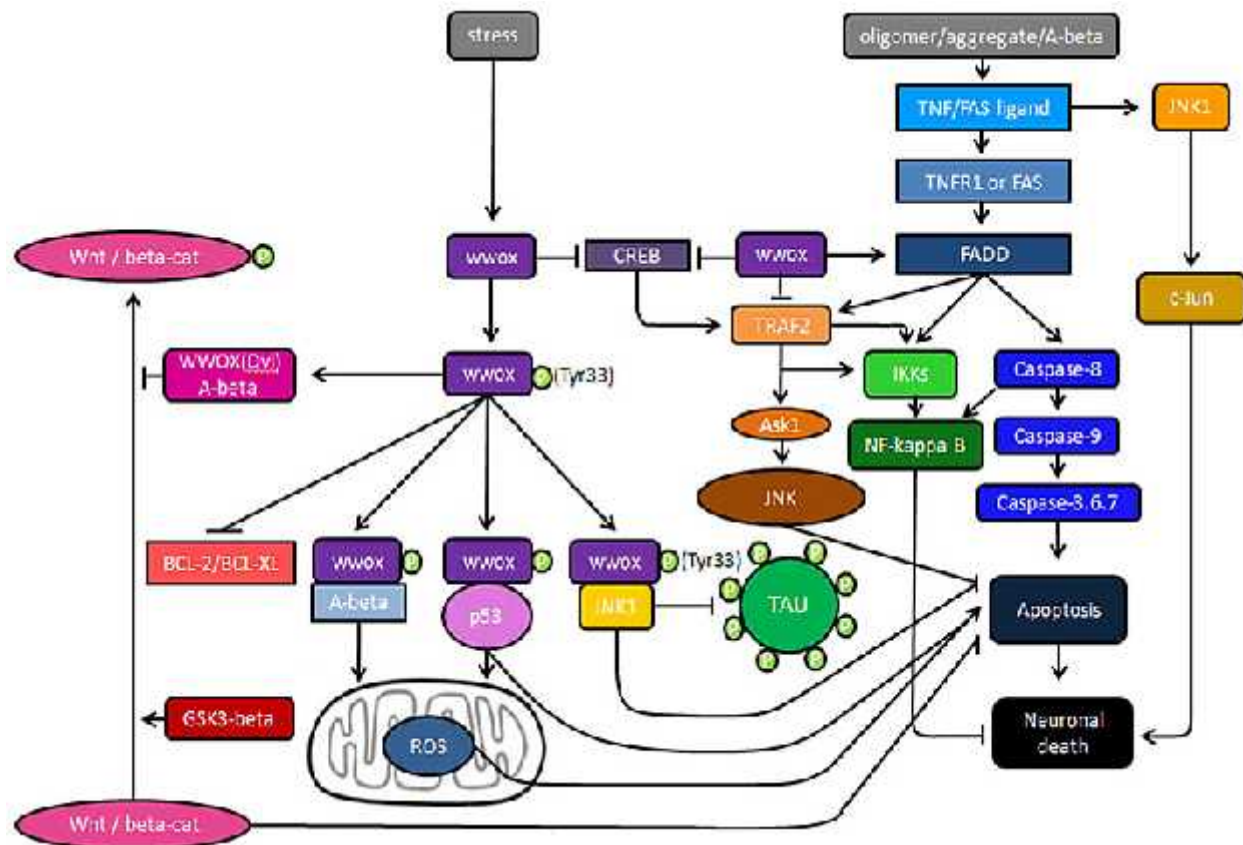 stress
oligomer/aggregate/A-beta
TNF/FAS ligand
JNK1
TNFR1 or FAS
Wnt / beta-cat
P
wwox
CREB
wwox
FADD
c-Jun
TRAF2
WWOX(Dvl)
A-beta
wwox
P
(Tyr33)
IKKs
Caspase-8
Ask1
NF-kappa B
Caspase-9
JNK
Caspase-3.6.7
BCL-2/BCL-XL
wwox
P
wwox
P
wwox
P
(Tyr33)
A-beta
p53
JNK1
TAU
P
P
P
P
P
P
P
P
Apoptosis
GSK3-beta
ROS
Neuronal
death
Wnt / beta-cat